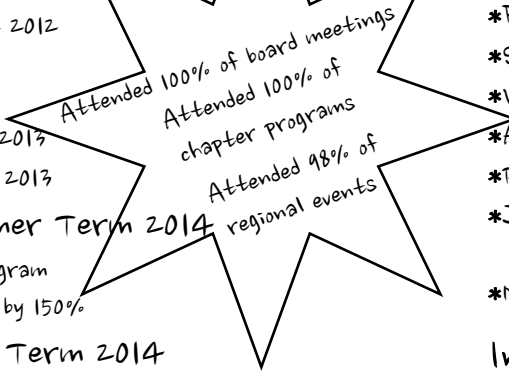 2012
Attended 100% of board meetings
Attended 100% of
chapter programs
Attended 98% of
regional events
2013
2013
Term 2014
by 150%
Term 2014